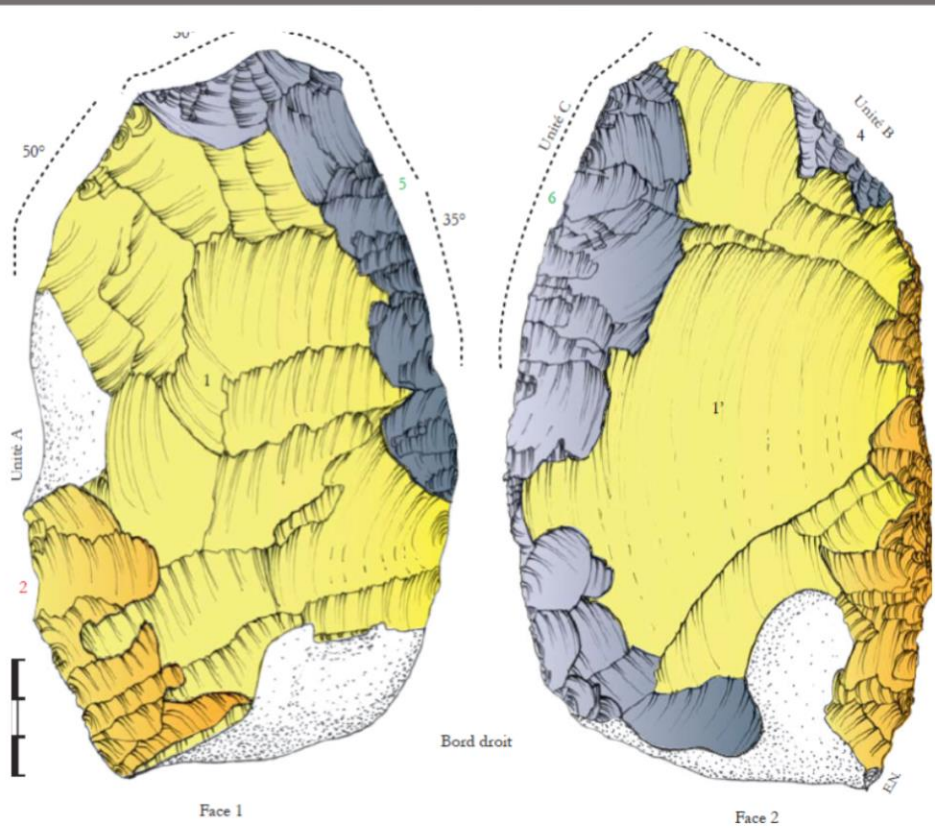 50°
35°
5
1
Unité A
2
Face 1
Bord droit
Unité C
6
Unité B
4
1'
E.N.
Face 2